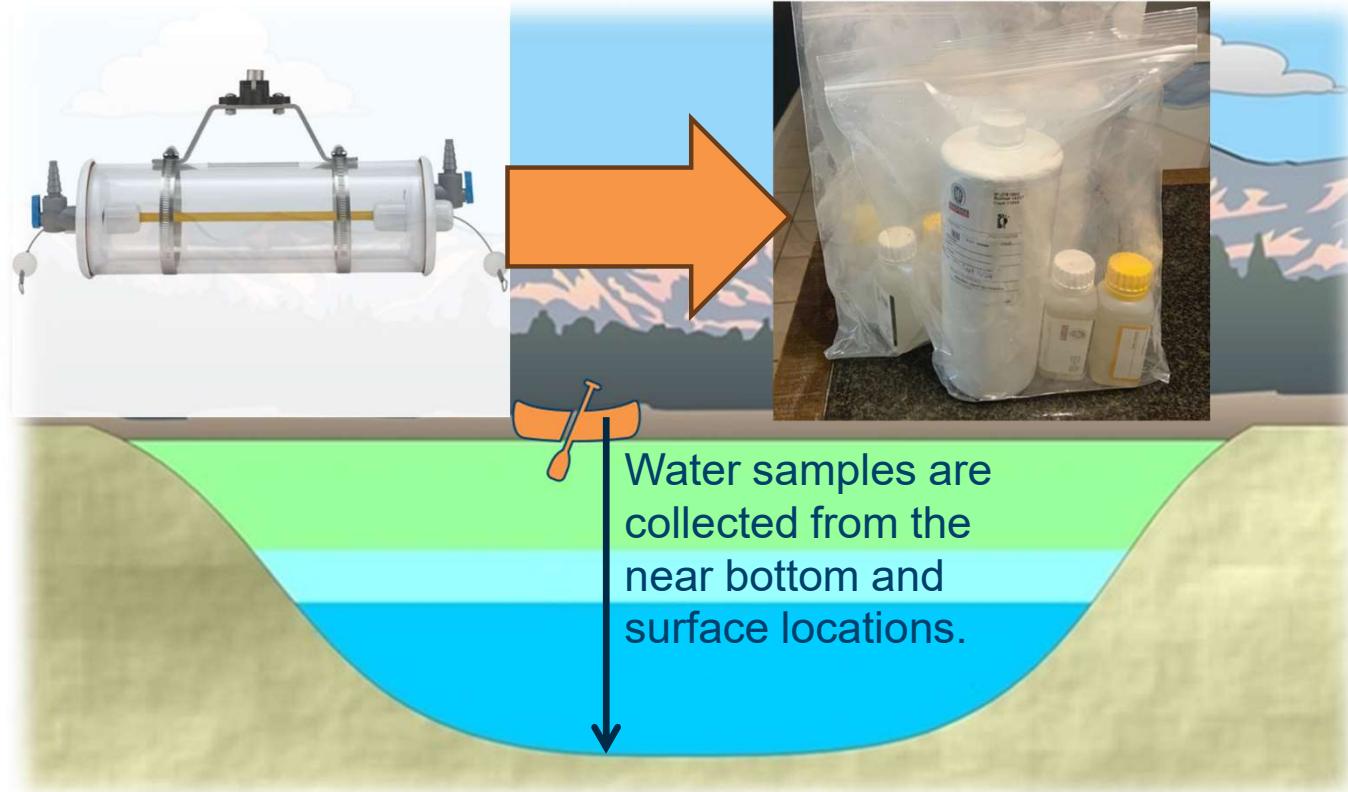 Water samples are
collected from the
near bottom and
surface locations.